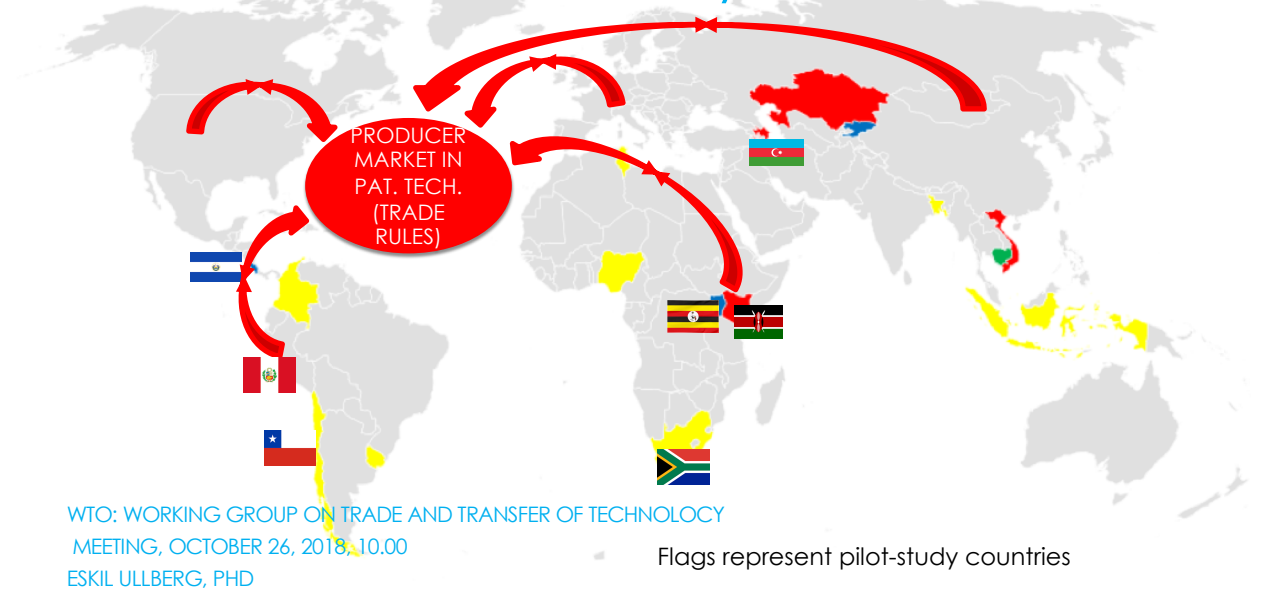 PRODUCER
MARKET IN
PAT. TECH.
(TRADE
RULES)
WTO: WORKING GROUP ON TRADE AND TRANSFER OF TECHNOLOCY
MEETING, OCTOBER 26, 2018, 10.00
ESKIL ULLBERG, PHD
Flags represent pilot-study countries